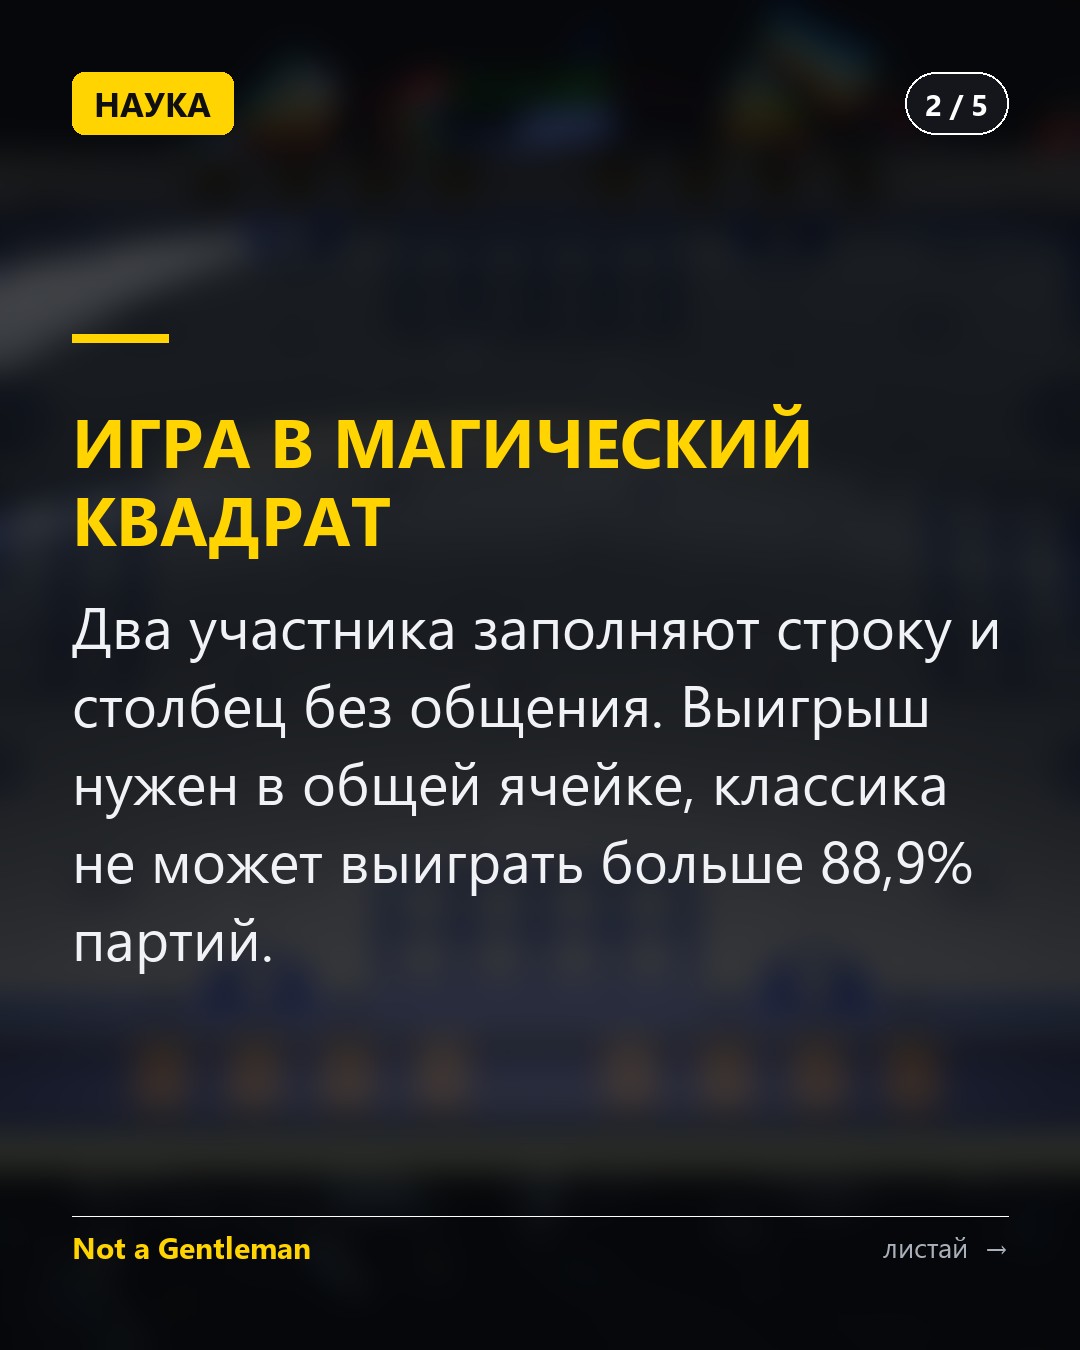 НАУКА
2 / 5
ИГРА В МАГИЧЕСКИЙ
КВАДРАТ
Два участника заполняют строку и
столбец без общения. Выигрыш
нужен в общей ячейке, классика
не может выиграть больше 88,9%
партий.
Not a Gentleman
листай →